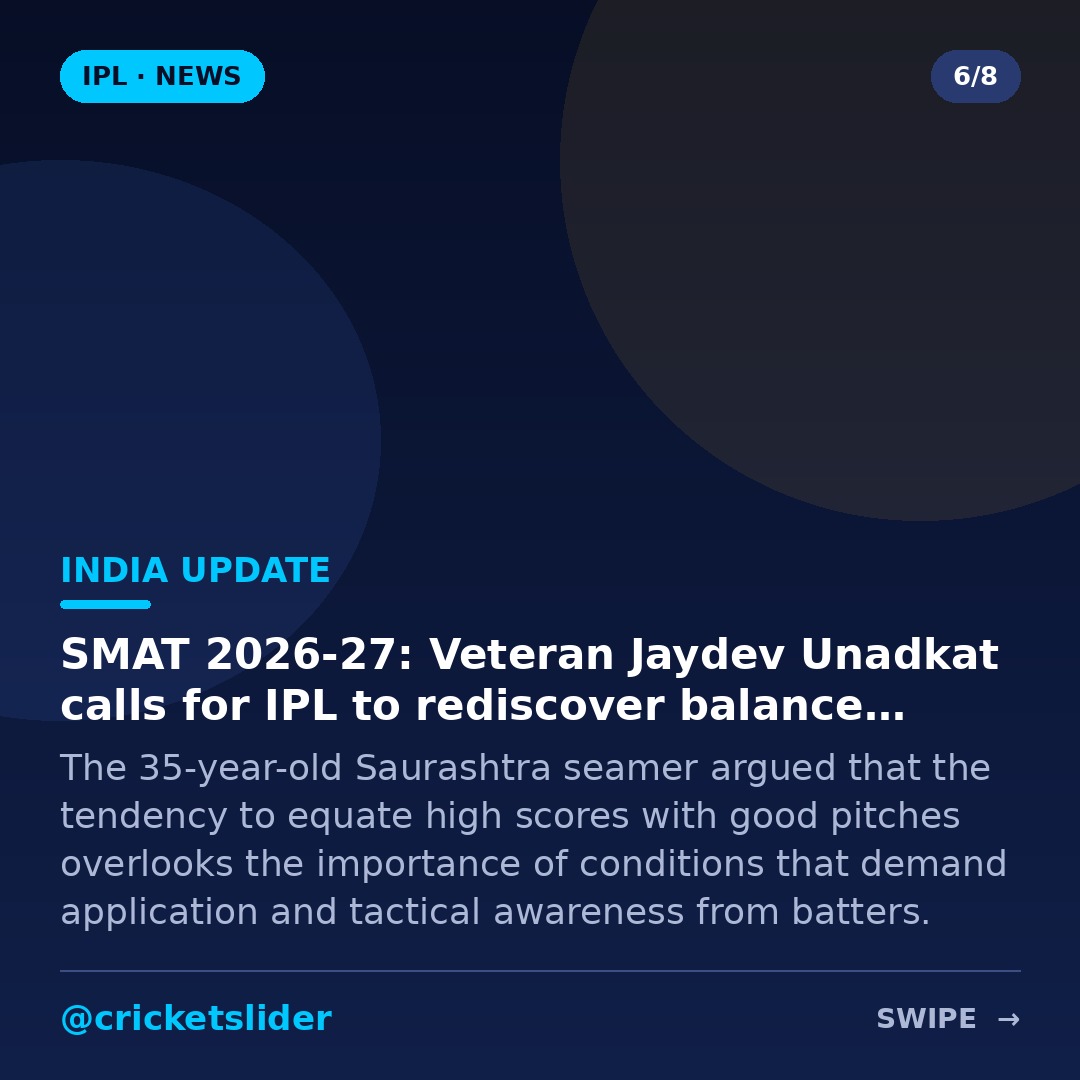 IPL · NEWS
6/8
INDIA UPDATE
SMAT 2026-27: Veteran Jaydev Unadkat
calls for IPL to rediscover balance…
The 35-year-old Saurashtra seamer argued that the
tendency to equate high scores with good pitches
overlooks the importance of conditions that demand
application and tactical awareness from batters.
@cricketslider
SWIPE →